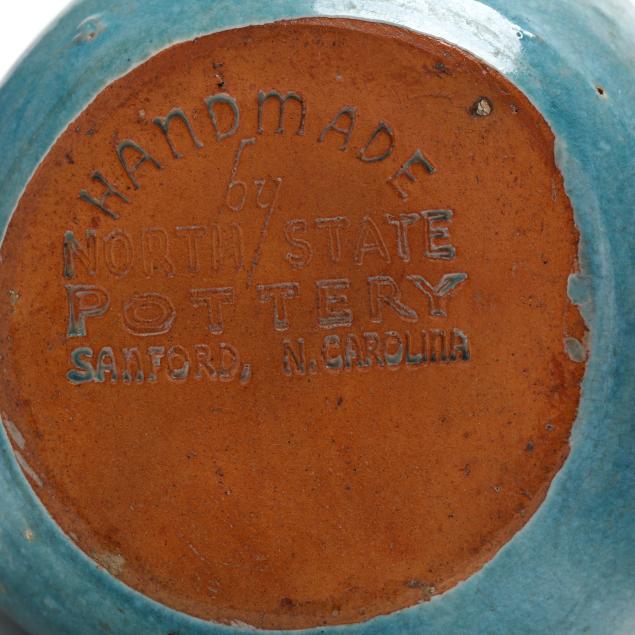 HANDMADE
by
NORTH STATE
POTTERY
SANFORD, N. CAROLINA